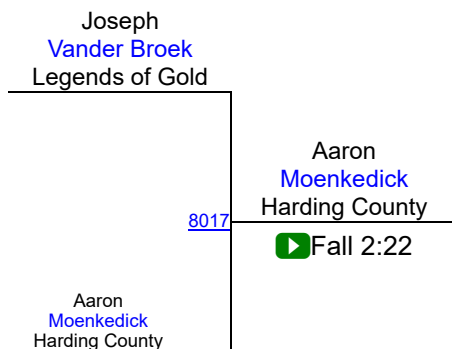 Joseph
Vander Broek
Legends of Gold
Aaron
Moenkedick
Harding County
8017
Fall 2:22
Aaron
Moenkedick
Harding County